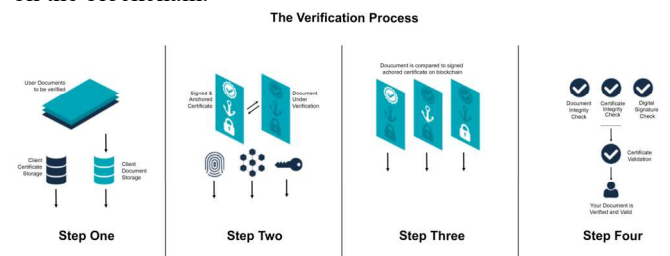 The Verification Process
User Documents
to be verified
Client
Certificate
Storage
Client
Document
Storage
Step One
Signed &
Anchored
Certificate
Document
Under
Verification
Step Two
Doucument is compared to signed
achored certificate on blockchain
Step Three
Document
Integrity
Check
Certificate
Integrity
Check
Digital
Signature
Check
Certificate
Validation
Your Document is
Verified and Valid
Step Four